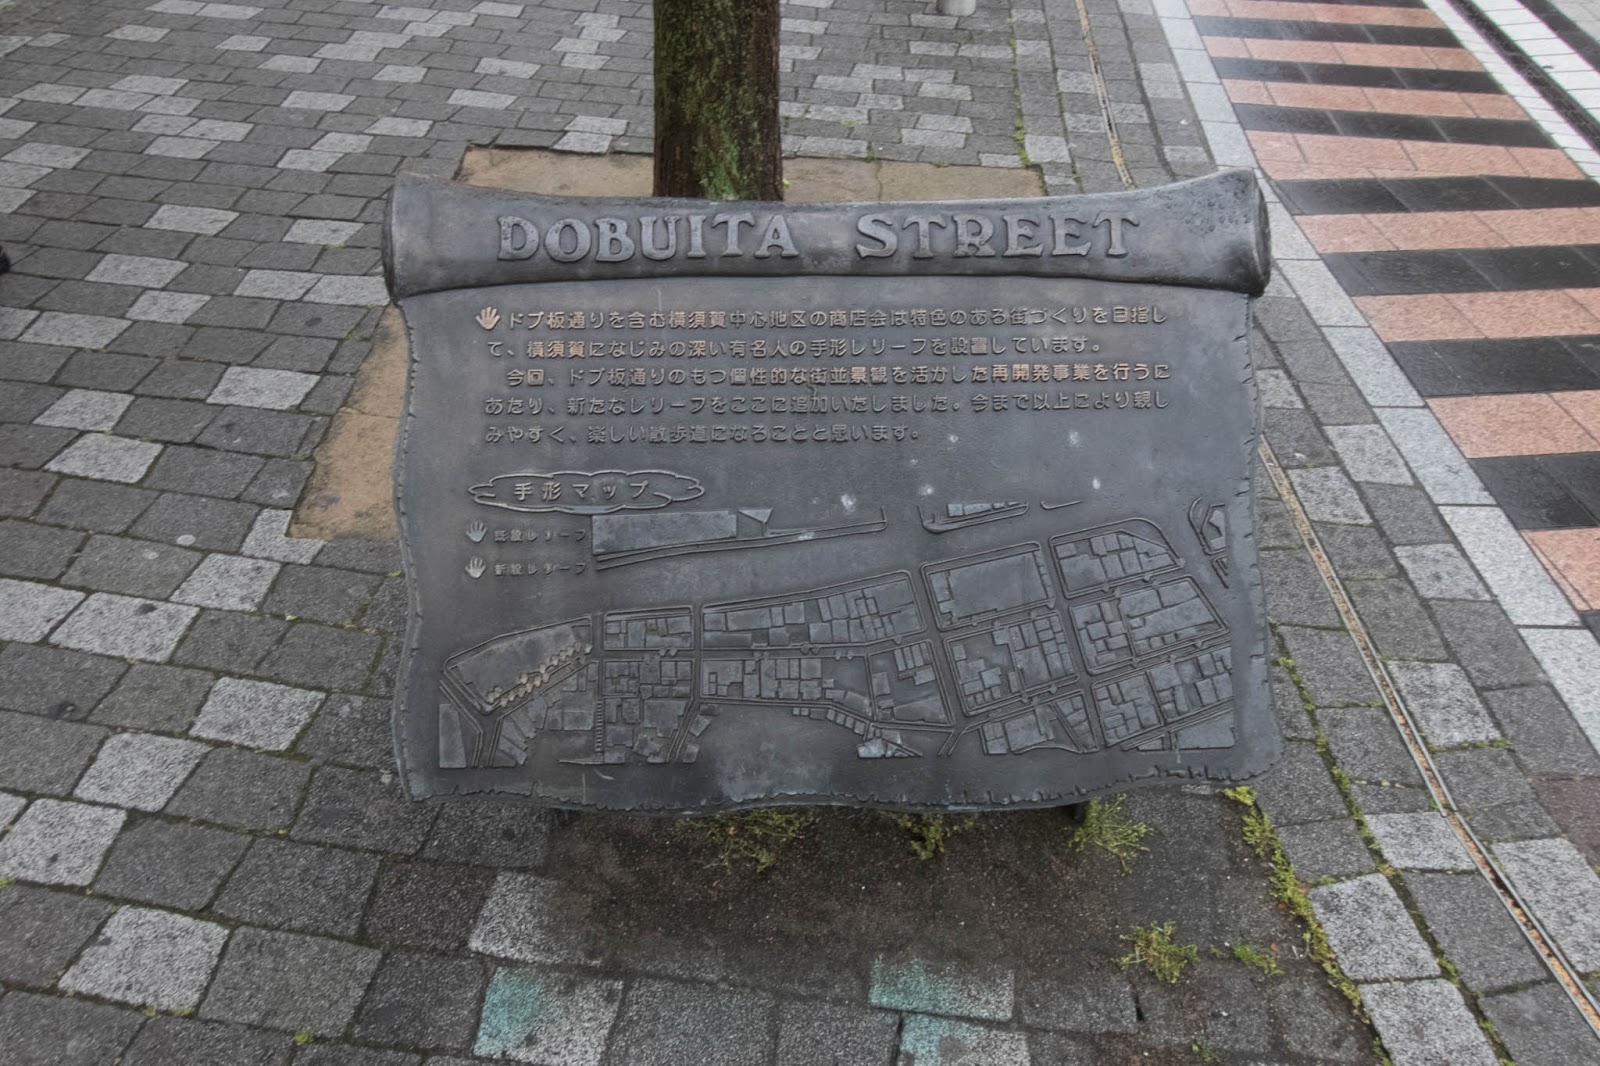 DOBUITA STREET
ドブ板通りを含む横須賀中心地区の商店会は特色のある街づくりを目指し
て、横須賀になじみの深い有名人の手形レリーフを設置しています。
今回、ドブ板通りのもつ個性的な街並景観を活かした再開発事業を行うに
あたり、新たなレリーフをここに追加いたしました。今まで以上により親し
みやすく、楽しい散歩道になることと思います。
手形マップ
既設レリーフ
新設レリーフ